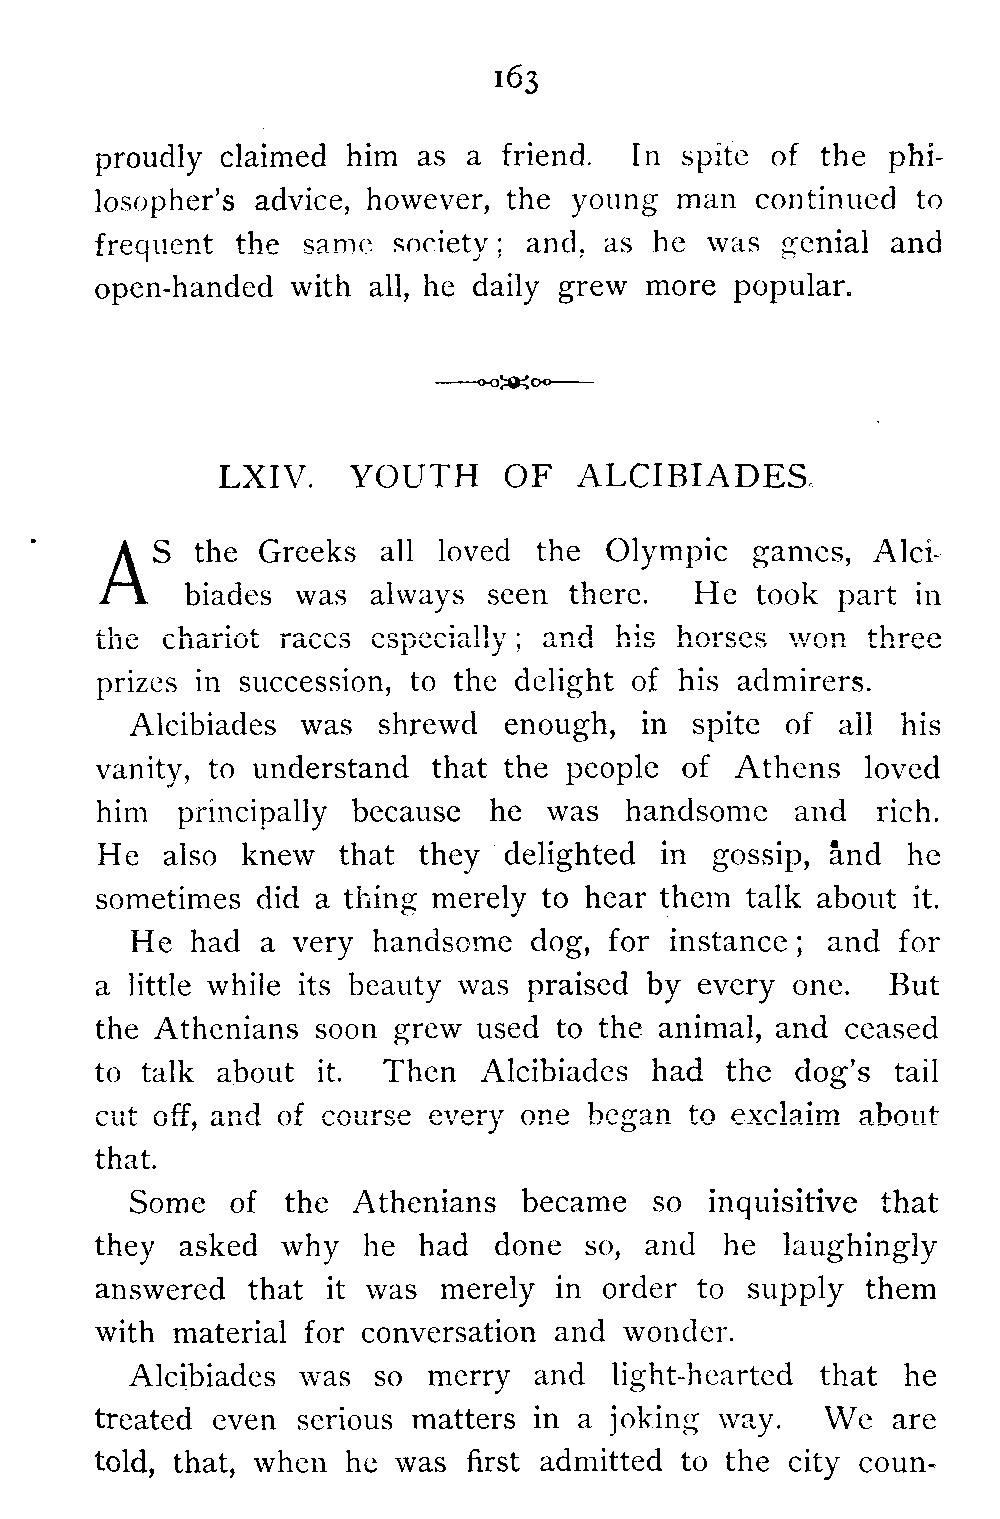 163
proudly claimed him as a friend. In spite of the phi-
losopher's advice, however, the young man continued to
frequent the same society; and, as he was genial and
open-handed with all, he daily grew more popular.
LXIV. YOUTH OF ALCIBIADES.
AS the Greeks all loved the Olympic games, Alci-
biades was always seen there. He took part in
the chariot races especially; and his horses won three
prizes in succession, to the delight of his admirers.
Alcibiades was shrewd enough, in spite of all his
vanity, to understand that the people of Athens loved
him principally because he was handsome and rich.
He also knew that they delighted in gossip, and he
sometimes did a thing merely to hear them talk about it.
He had a very handsome dog, for instance; and for
a little while its beauty was praised by every one. But
the Athenians soon grew used to the animal, and ceased
to talk about it. Then Alcibiades had the dog's tail
cut off, and of course every one began to exclaim about
that.
Some of the Athenians became so inquisitive that
they asked why he had done so, and he laughingly
answered that it was merely in order to supply them
with material for conversation and wonder.
Alcibiades was so merry and light-hearted that he
treated even serious matters in a joking way. We are
told, that, when he was first admitted to the city coun-